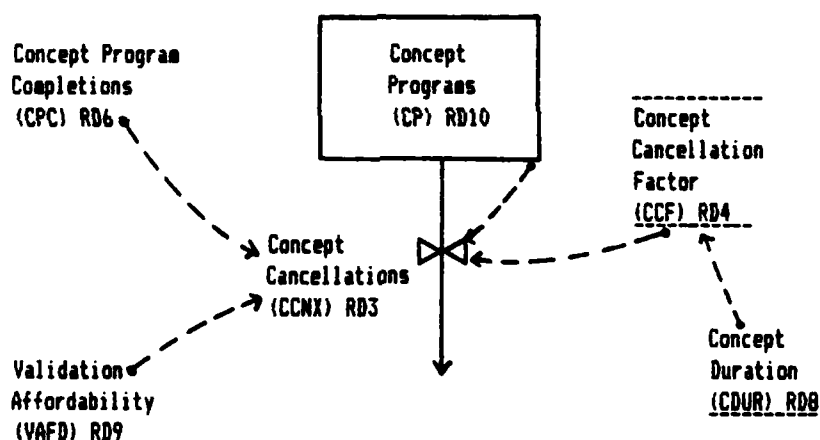 Concept Program
Completions
(CPC) RD6
Concept
Programs
(CP) RD10
Concept
Cancellation
Factor
(CCF) RD4
Concept
Cancellations
(CCNX) RD3
Validation
Affordability
(VAFD) RD9
Concept
Duration
(CDUR) RD8